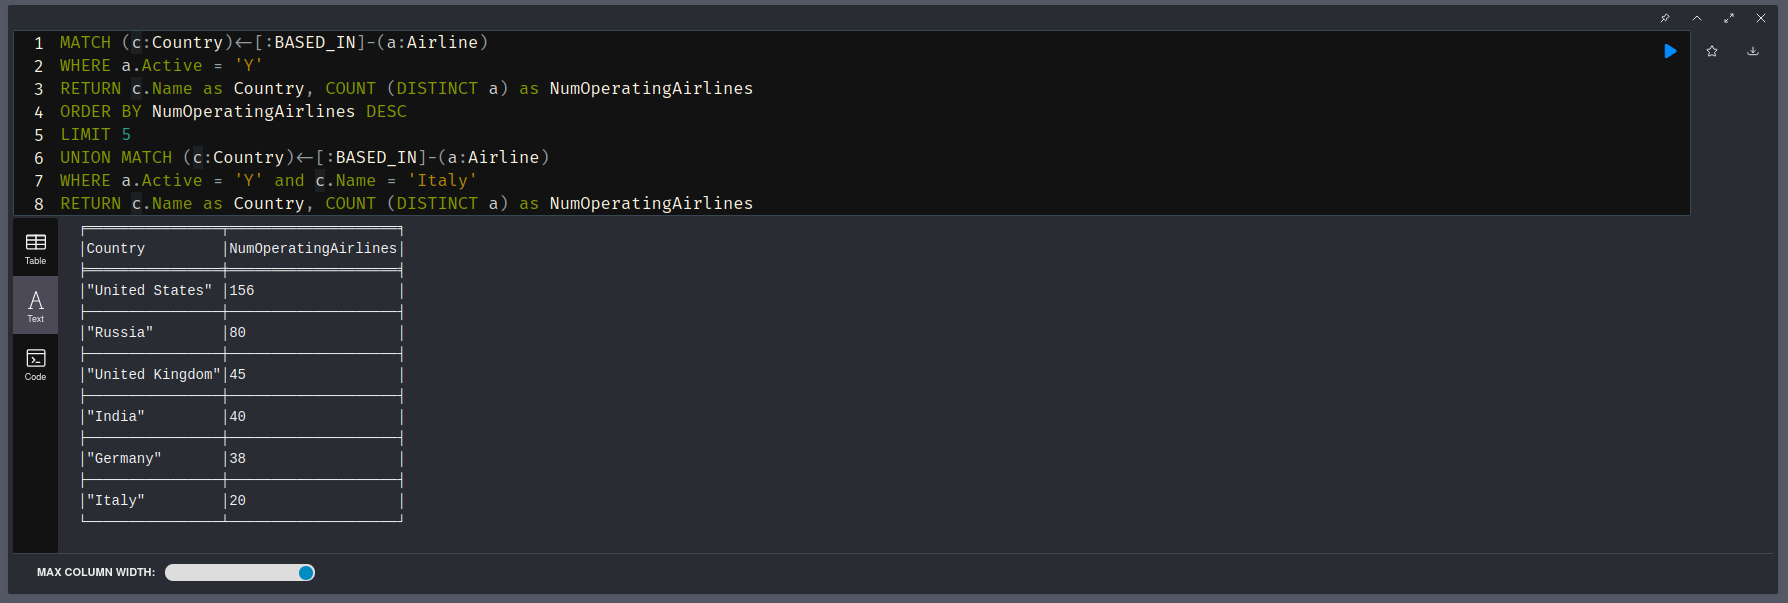 1 MATCH (c:Country)<-[:BASED_IN]-(a:Airline)
2 WHERE a.Active = 'Y'
3 RETURN c.Name as Country, COUNT (DISTINCT a) as NumOperatingAirlines
4 ORDER BY NumOperatingAirlines DESC
5 LIMIT 5
6 UNION MATCH (c:Country)<-[:BASED_IN]-(a:Airline)
7 WHERE a.Active = 'Y' and c.Name = 'Italy'
8 RETURN c.Name as Country, COUNT (DISTINCT a) as NumOperatingAirlines
Table
Text
Code
Country NumOperatingAirlines
"United States" 156
"Russia" 80
"United Kingdom" 45
"India" 40
"Germany" 38
"Italy" 20
MAX COLUMN WIDTH: